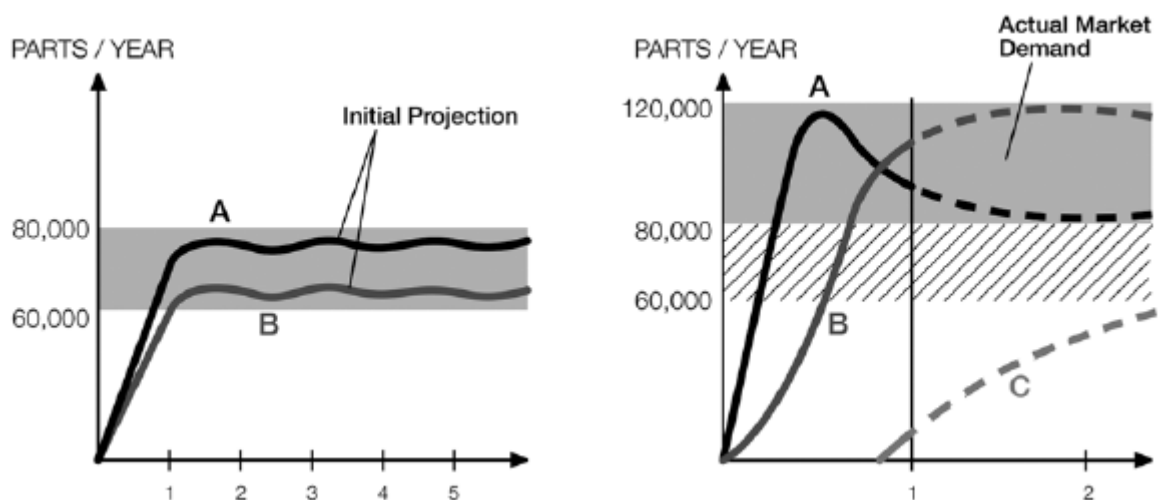 PARTS / YEAR
Initial Projection
A
80,000
60,000
B
1 2 3 4 5
Actual Market
Demand
PARTS / YEAR
A
120,000
80,000
60,000
B
C
1 2